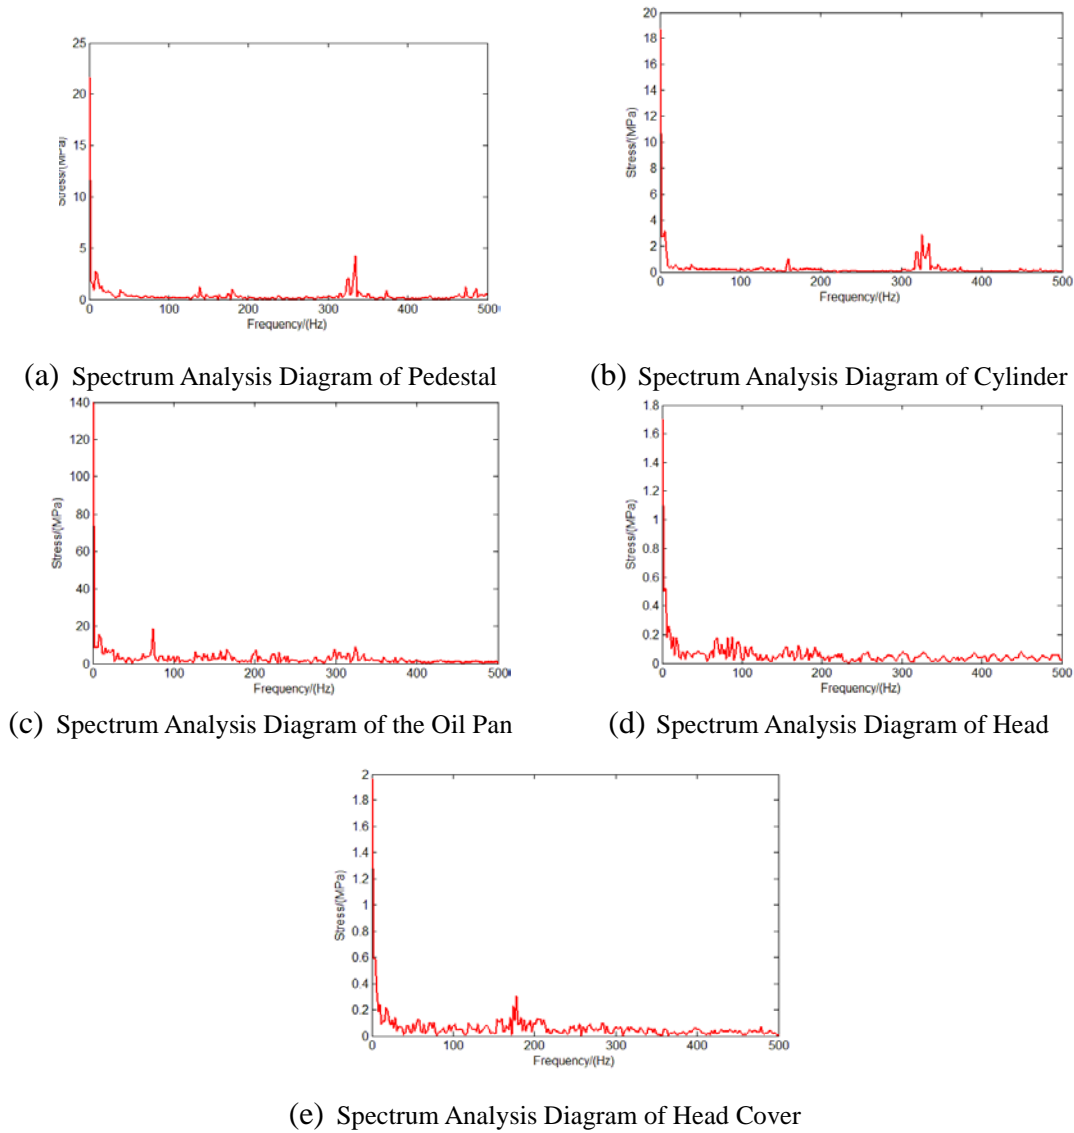 25
20
15
10
5
0
Stress/(MPa)
0 100 200 300 400 500
Frequency/(Hz)
(a) Spectrum Analysis Diagram of Pedestal
20
18
16
14
12
10
8
6
4
2
0
Stress/(MPa)
0 100 200 300 400 500
Frequency/(Hz)
(b) Spectrum Analysis Diagram of Cylinder
140
120
100
80
60
40
20
0
Stress/(MPa)
0 100 200 300 400 500
Frequency/(Hz)
(c) Spectrum Analysis Diagram of the Oil Pan
1.8
1.6
1.4
1.2
1
0.8
0.6
0.4
0.2
0
Stress/(MPa)
0 100 200 300 400 500
Frequency/(Hz)
(d) Spectrum Analysis Diagram of Head
2
1.8
1.6
1.4
1.2
1
0.8
0.6
0.4
0.2
0
Stress/(MPa)
0 100 200 300 400 500
Frequency/(Hz)
(e) Spectrum Analysis Diagram of Head Cover